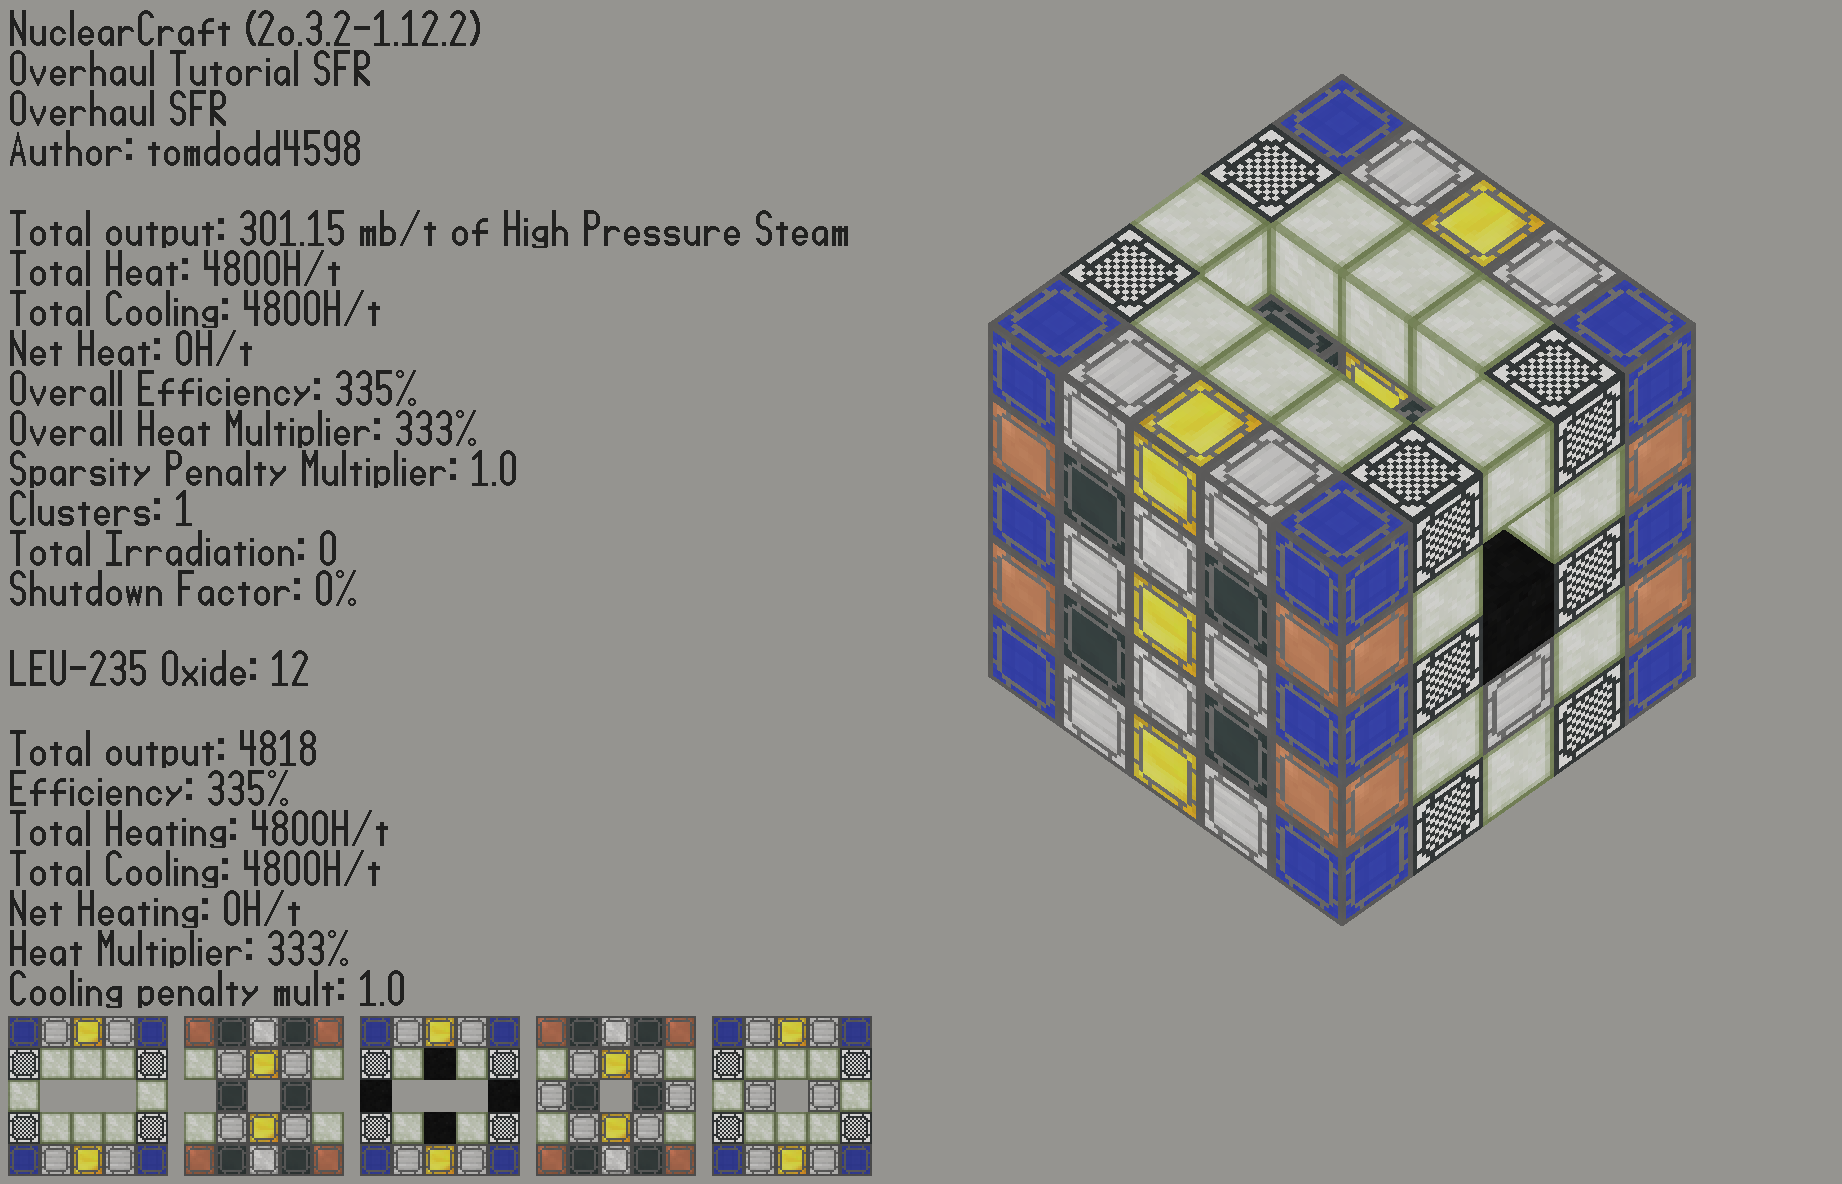 NuclearCraft (2o.3.2-1.12.2)
Overhaul Tutorial SFR
Overhaul SFR
Author: tomdodd4598
Total output: 301.15 mb/t of High Pressure Steam
Total Heat: 4800H/t
Total Cooling: 4800H/t
Net Heat: 0H/t
Overall Efficiency: 335%
Overall Heat Multiplier: 333%
Sparsity Penalty Multiplier: 1.0
Clusters: 1
Total Irradiation: 0
Shutdown Factor: 0%
LEU-235 Oxide: 12
Total output: 4818
Efficiency: 335%
Total Heating: 4800H/t
Total Cooling: 4800H/t
Net Heating: 0H/t
Heat Multiplier: 333%
Cooling penalty mult: 1.0